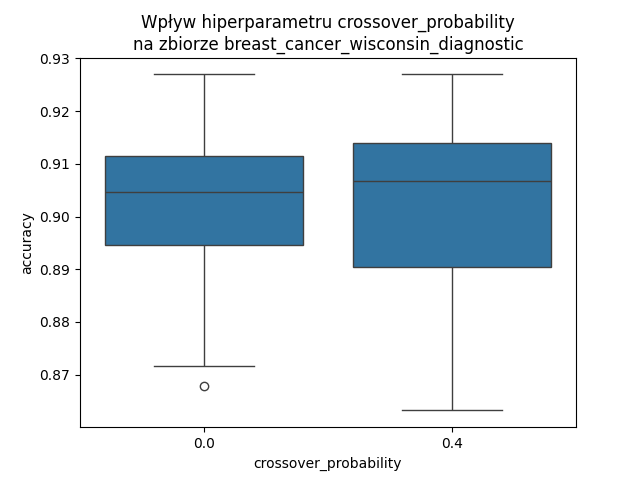 Wpływ hiperparametru crossover_probability
na zbiorze breast_cancer_wisconsin_diagnostic
0.93
0.92
0.91
0.90
0.89
0.88
0.87
accuracy
0.0
0.4
crossover_probability